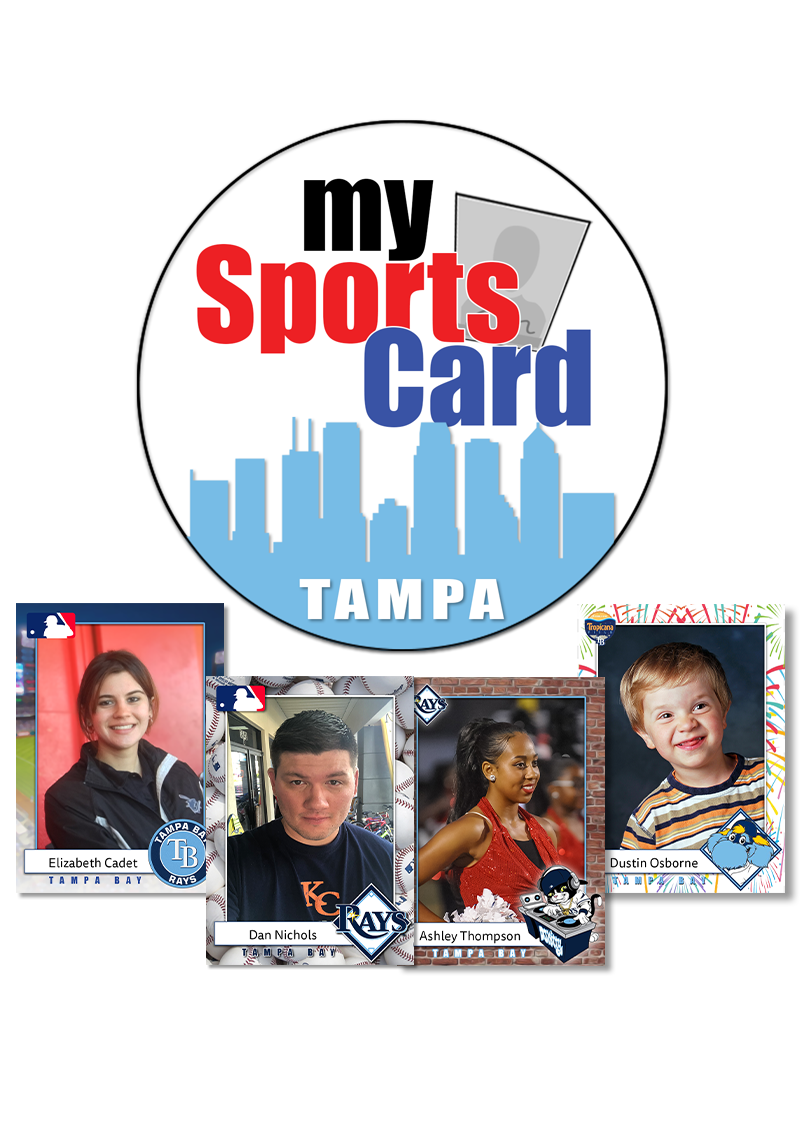 my
Sports
Card
TAMPA
Elizabeth Cadet
TAMPA BAY
TAMPA BAY
TB
RAYS
KC
Dan Nichols
RAYS
TAMPA BAY
RAYS
Ashley Thompson
TAMPA BAY
Tropicana
Dustin Osborne
TAMPA BAY